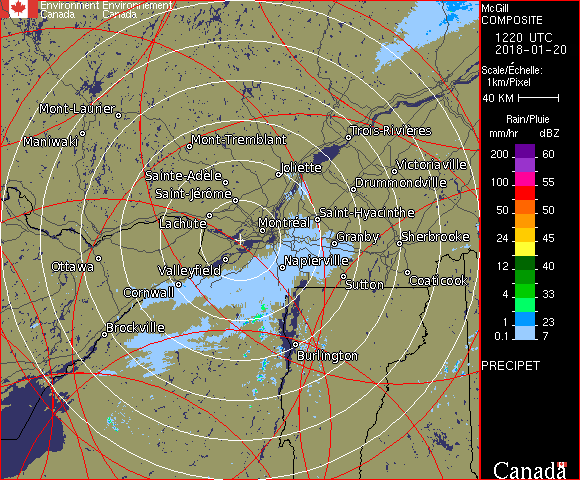 Environment Environnement
Canada Canada
McGill
COMPOSITE
1220 UTC
2018-01-20
Scale/Échelle:
1km/Pixel
40 KM
Rain/Pluie
mm/hr dBZ
200 60
55
100 55
50 50
24 45
12 40
4 33
1 23
0.1 7
PRECIPET
Canada
Mont-Laurier
Maniwaki
Mont-Tremblant
Trois-Rivières
Joliette
Victoriaville
Sainte-Adèle
Drummondville
Saint-Jérôme
Saint-Hyacinthe
Lachute
Montréal
Granby
Sherbrooke
Ottawa
Valleyfield
Napierville
Sutton
Coaticook
Cornwall
Brockville
Burlington